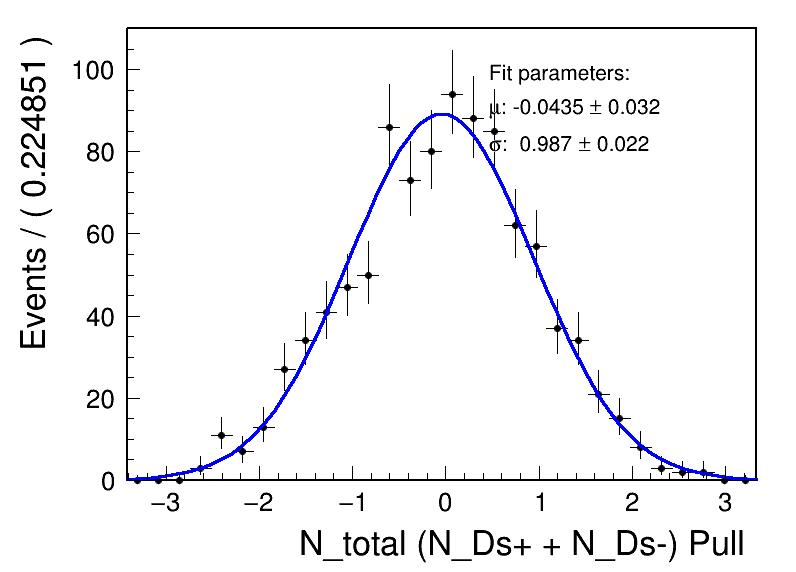 Events / ( 0.224851 )
100
80
60
40
20
0
Fit parameters:
μ: -0.0435 ± 0.032
σ: 0.987 ± 0.022
−3 −2 −1 0 1 2 3
N_total (N_Ds+ + N_Ds-) Pull